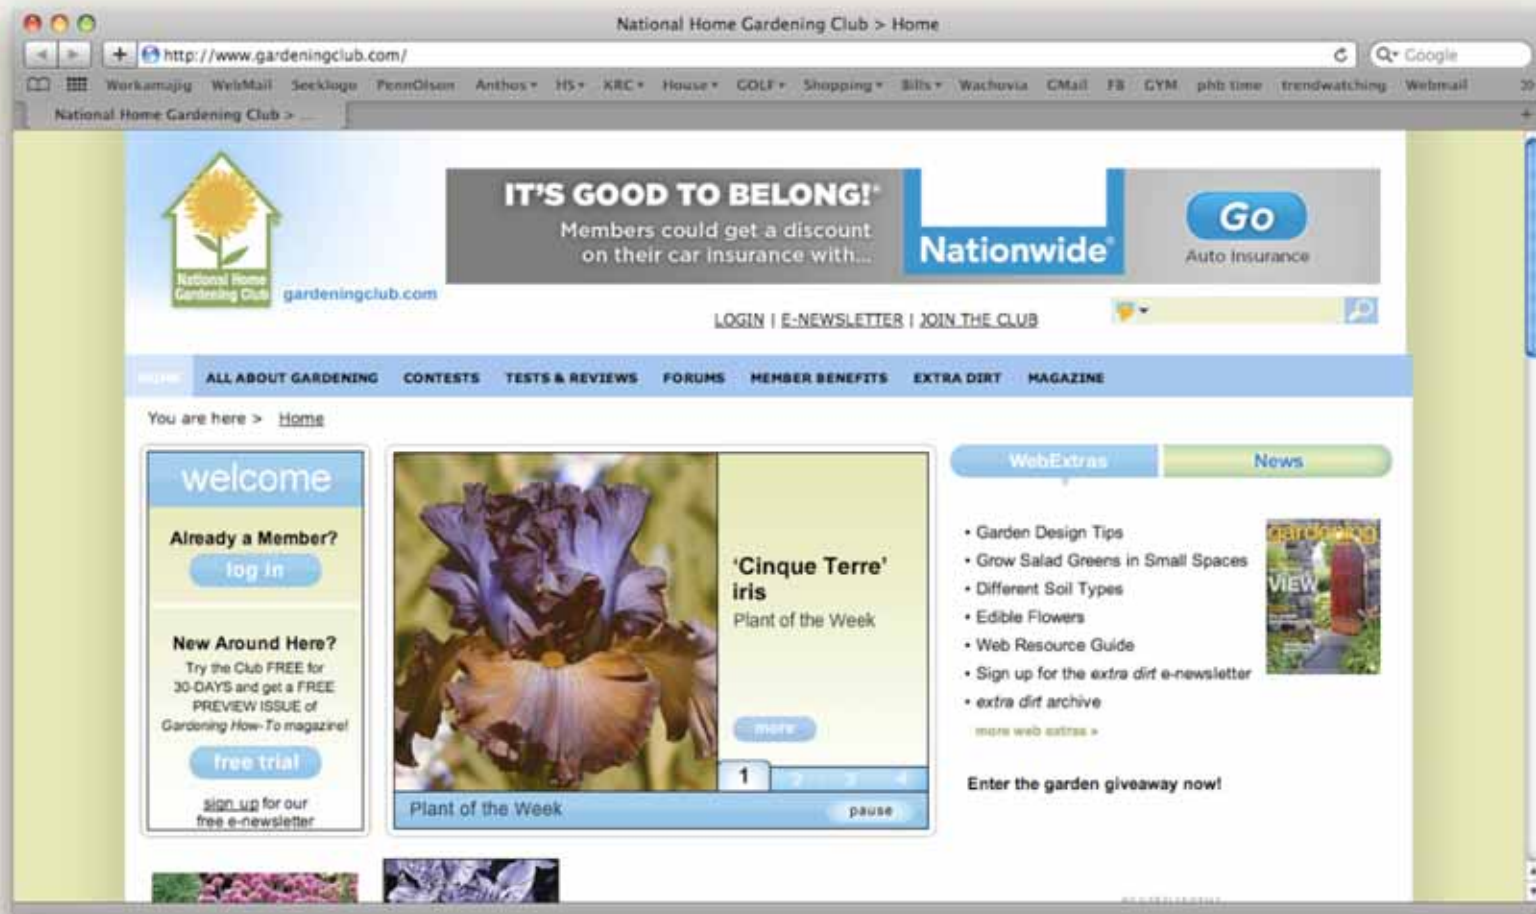 National Home Gardening Club > Home
http://www.gardeningclub.com/
Google
Workamajig WebMail Seeklogo PennOlson Anthos HS KRC House GOLF Shopping Bills Wachovia GMail FB GYM phb time trendwatching Webmail
National Home Gardening Club > ...
IT'S GOOD TO BELONG!®
Members could get a discount
on their car insurance with...
Nationwide®
Go
Auto Insurance
National Home
Gardening Club
gardeningclub.com
LOGIN | E-NEWSLETTER | JOIN THE CLUB
HOME ALL ABOUT GARDENING CONTESTS TESTS & REVIEWS FORUMS MEMBER BENEFITS EXTRA DIRT MAGAZINE
You are here > Home
welcome
Already a Member?
log in
New Around Here?
Try the Club FREE for
30-DAYS and get a FREE
PREVIEW ISSUE of
Gardening How-To magazine!
free trial
sign up for our
free e-newsletter
'Cinque Terre'
iris
Plant of the Week
more
1 2 3 4
Plant of the Week
pause
WebExtras News
• Garden Design Tips
• Grow Salad Greens in Small Spaces
• Different Soil Types
• Edible Flowers
• Web Resource Guide
• Sign up for the extra dirt e-newsletter
• extra dirt archive
more web extras »
gardening
VIEW
Enter the garden giveaway now!